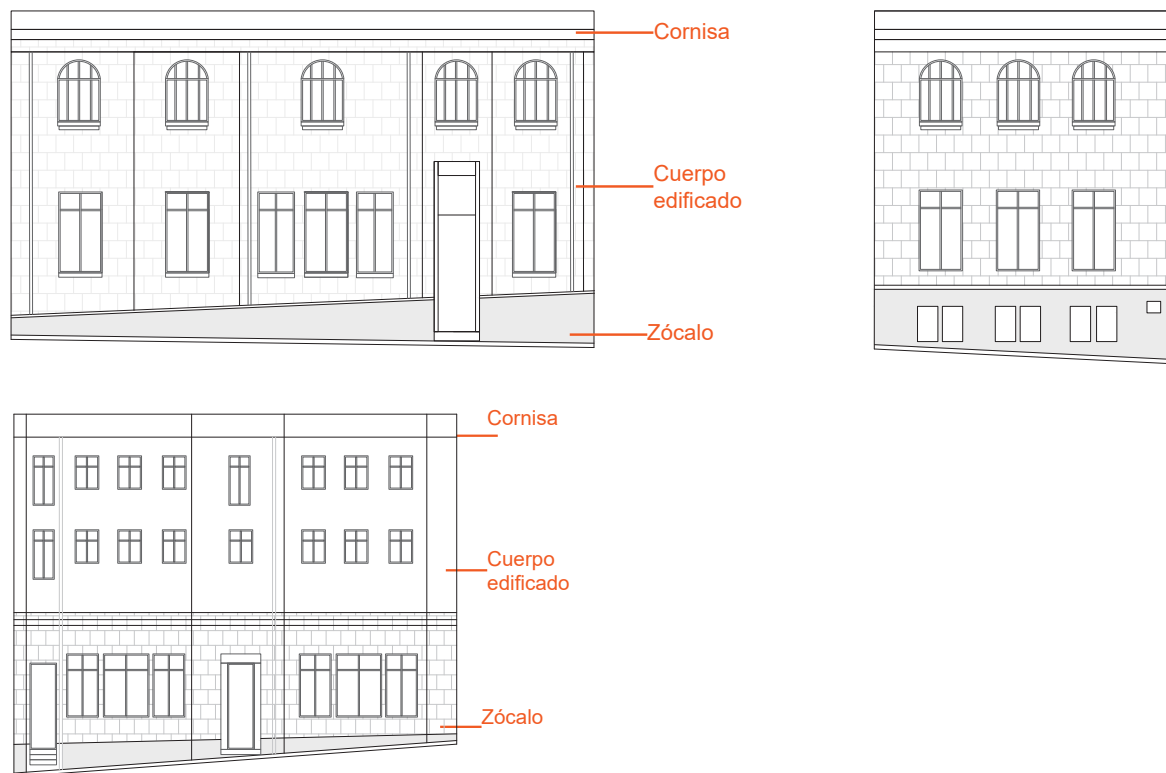 Cornisa
Cuerpo
edificado
Zócalo
Cornisa
Cuerpo
edificado
Zócalo